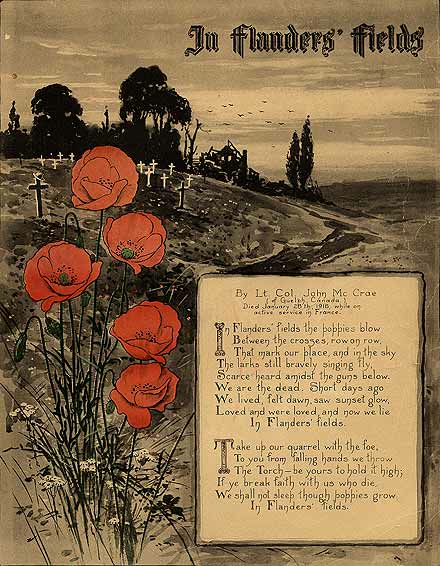 In Flanders' Fields
By Lt. Col. John Mc Crae
(of Guelph, Canada)
Died January 28th, 1918, while on
active service in France.
In Flanders' fields the poppies blow
Between the crosses, row on row,
That mark our place, and in the sky
The larks still bravely singing fly,
Scarce heard amidst the guns below.
We are the dead. Short days ago
We lived, felt dawn, saw sunset glow,
Loved and were loved, and now we lie
In Flanders' fields.
Take up our quarrel with the foe,
To you from falling hands we throw
The Torch – be yours to hold it high;
If ye break faith with us who die,
We shall not sleep though poppies grow
In Flanders' fields.